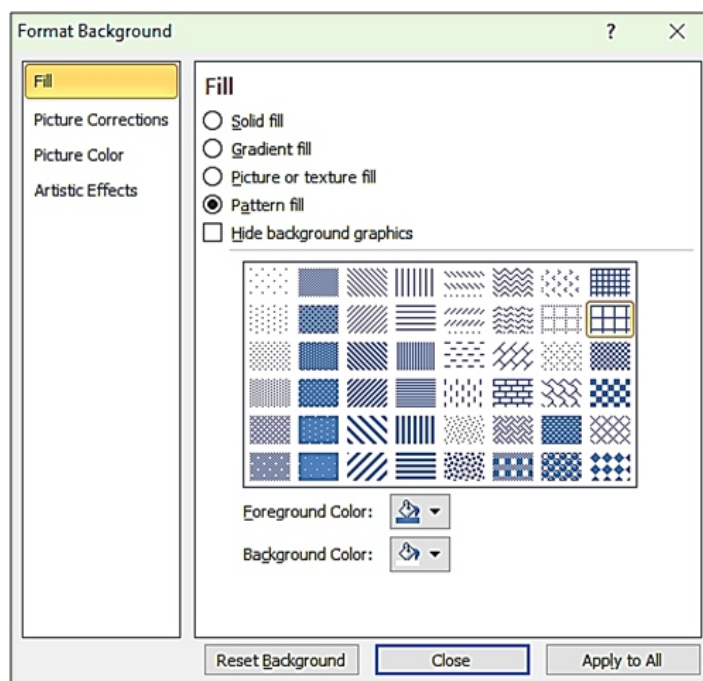 Format Background
?
Fill
Picture Corrections
Picture Color
Artistic Effects
Fill
Solid fill
Gradient fill
Picture or texture fill
Pattern fill
Hide background graphics
Foreground Color:
Background Color:
Reset Background
Close
Apply to All